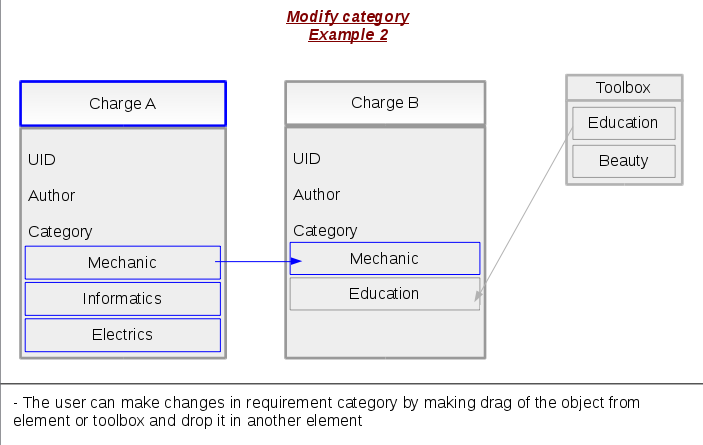 Modify category
Example 2
Charge A
UID
Author
Category
Mechanic
Informatics
Electrics
Charge B
UID
Author
Category
Mechanic
Education
Toolbox
Education
Beauty
- The user can make changes in requirement category by making drag of the object from
element or toolbox and drop it in another element